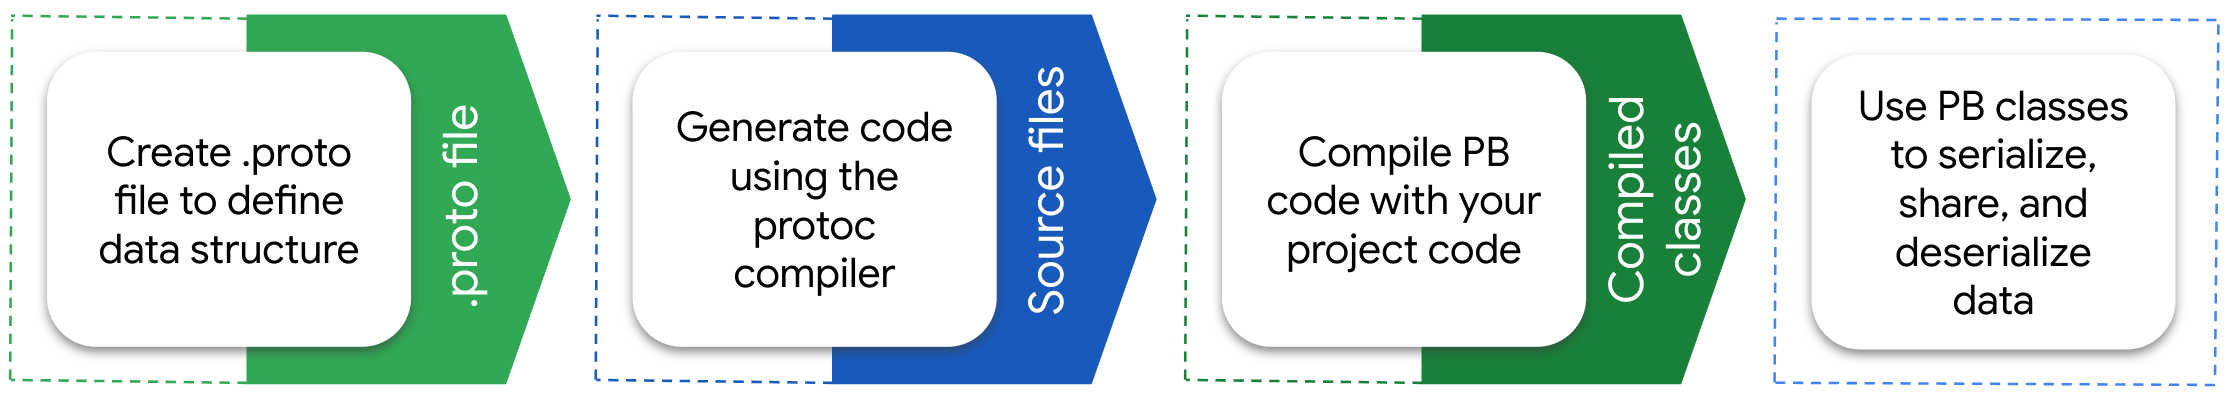 Create .proto
file to define
data structure
.proto file
Generate code
using the
protoc
compiler
Source files
Compile PB
code with your
project code
Compiled
classes
Use PB classes
to serialize,
share, and
deserialize
data